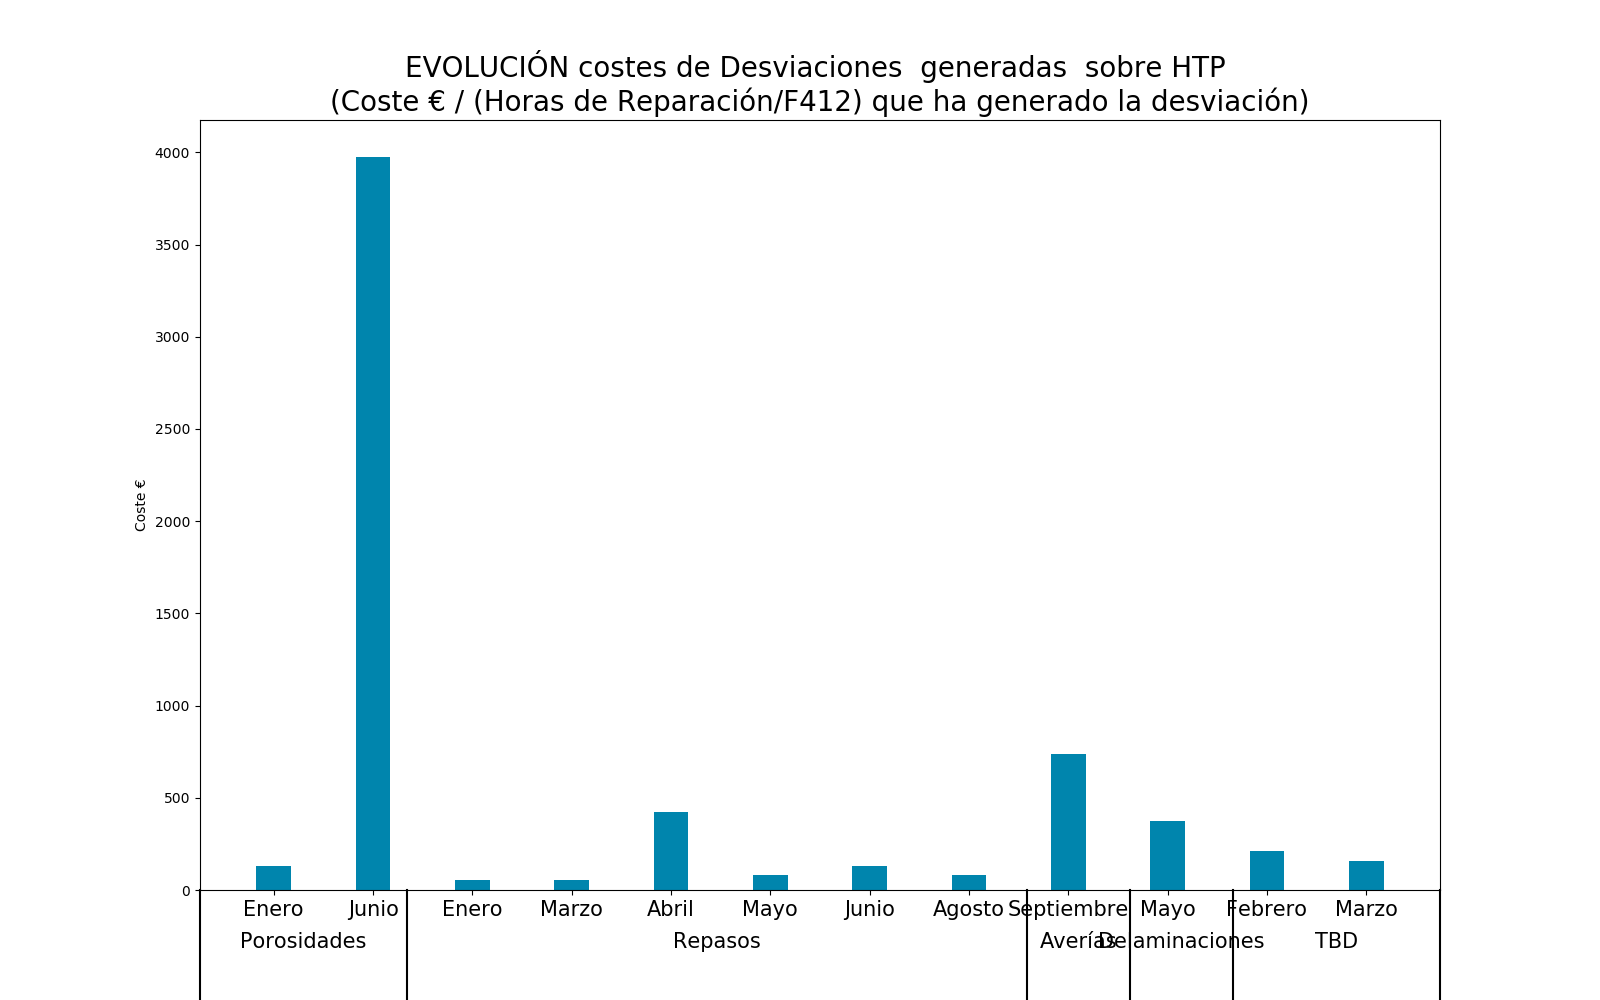 EVOLUCIÓN costes de Desviaciones  generadas  sobre HTP
(Coste € / (Horas de Reparación/F412) que ha generado la desviación)
4000
3500
3000
2500
2000
1500
1000
500
0
Coste €
Enero Junio Enero Marzo Abril Mayo Junio Agosto Septiembre Mayo Febrero Marzo
Porosidades Repasos Averías Delaminaciones TBD